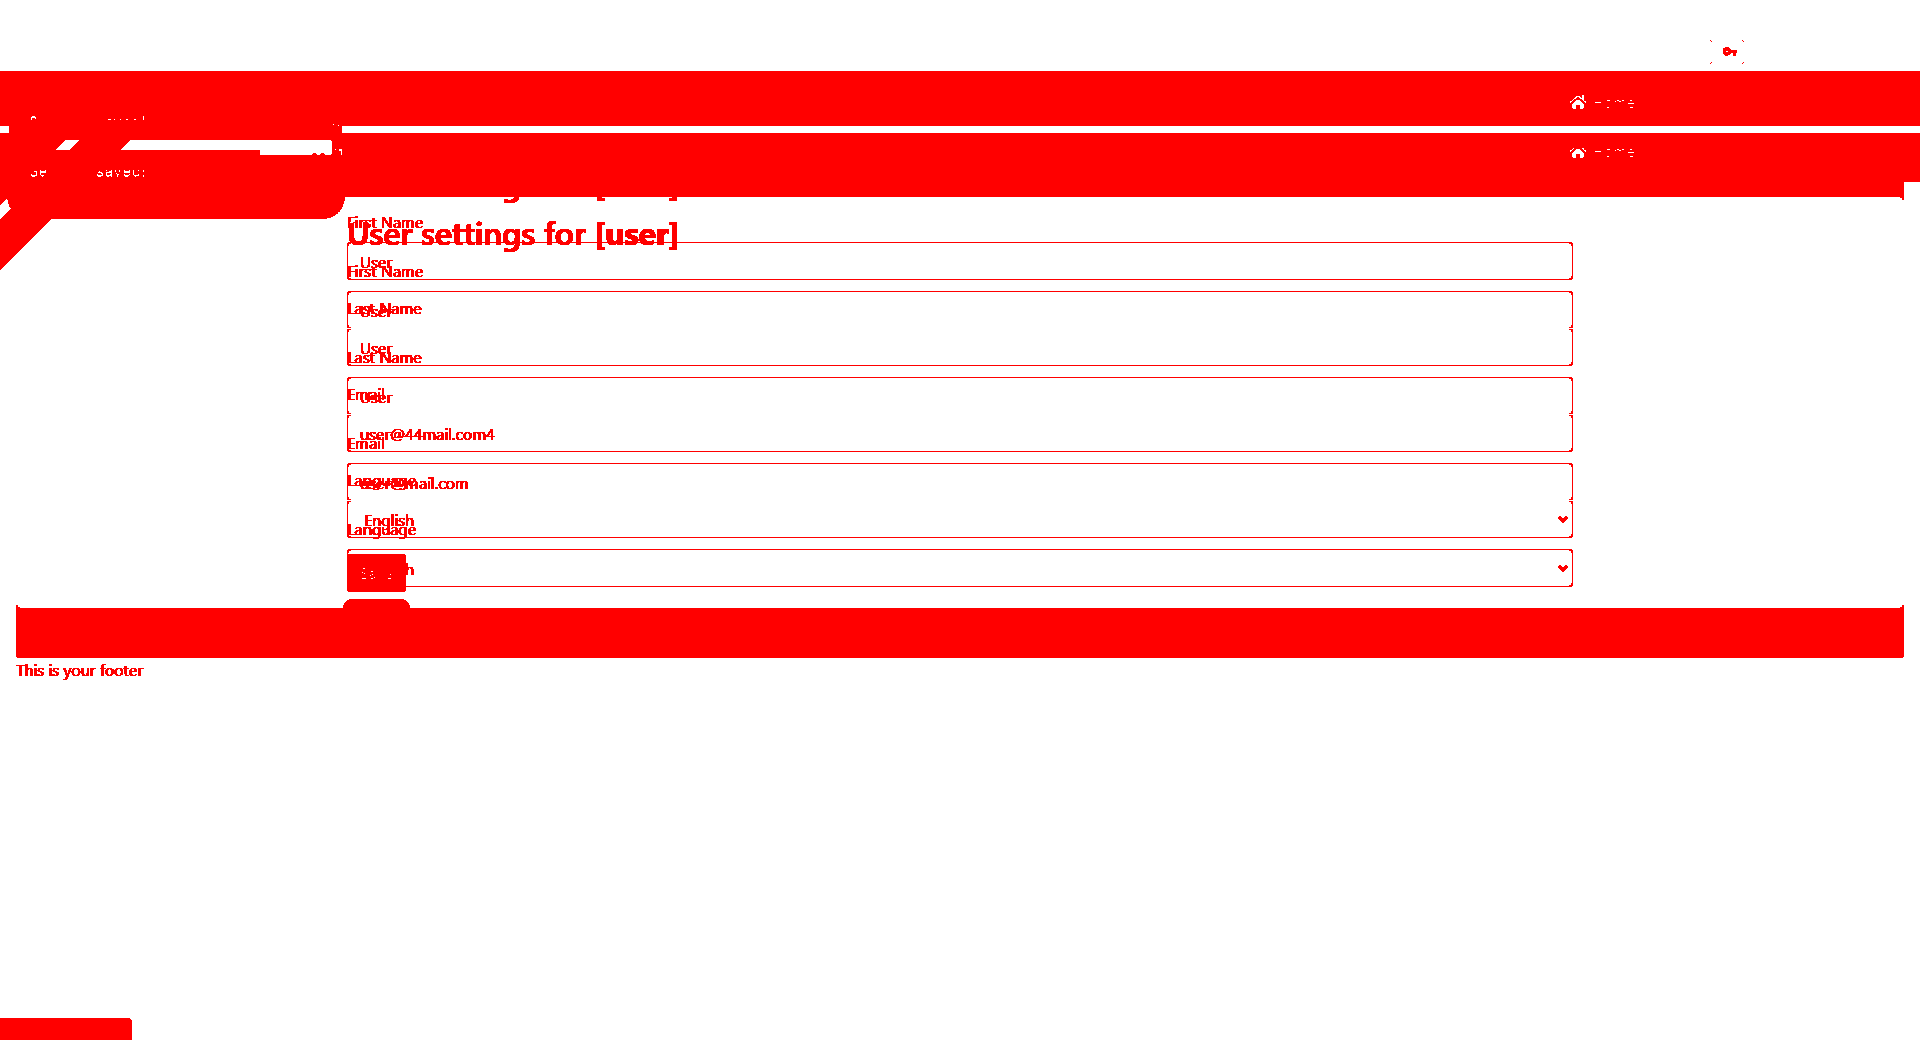 Home
Home
saved!
User settings for [user]
First Name
User
First Name
Last Name
User
User
Last Name
Email
User
user@44mail.com4
Email
Language
user@mail.com
English
Language
This is your footer